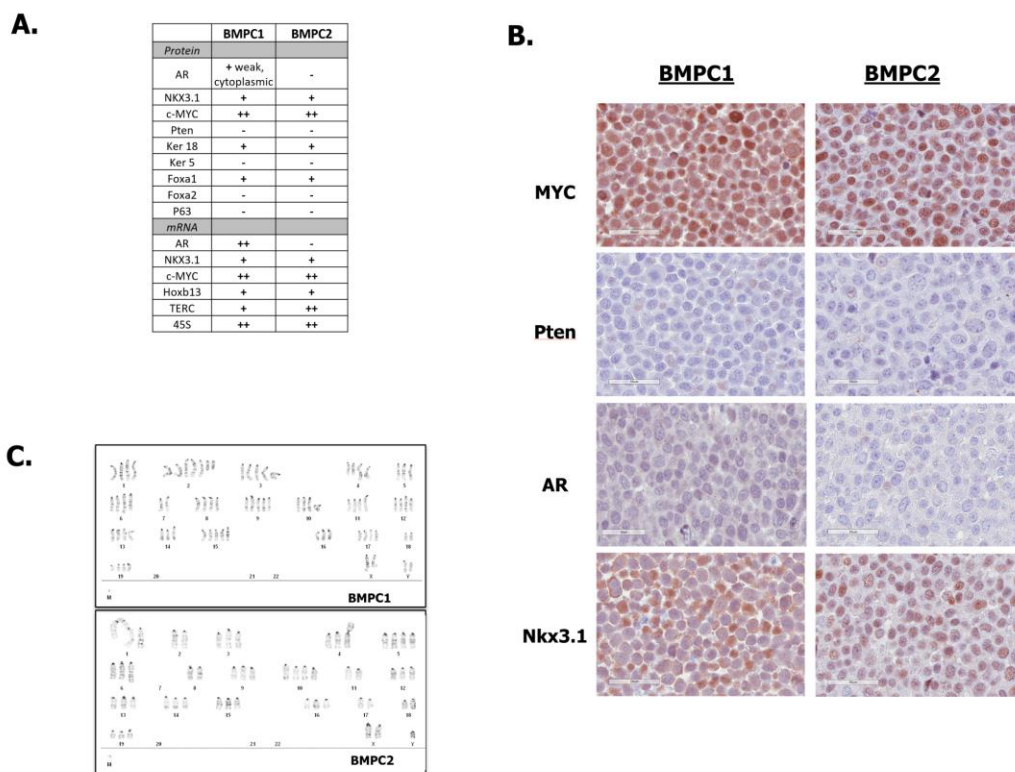 A.
BMPC1 BMPC2
Protein
AR + weak, cytoplasmic -
NKX3.1 + +
c-MYC ++ ++
Pten - -
Ker 18 + +
Ker 5 - -
Foxa1 + +
Foxa2 - -
P63 - -
mRNA
AR ++ -
NKX3.1 + +
c-MYC ++ ++
Hoxb13 + +
TERC + ++
45S ++ ++
B.
BMPC1 BMPC2
MYC
Pten
AR
Nkx3.1
C.
1 2 3 4 5
6 7 8 9 10 11 12
13 14 15 16 17 18
19 20 21 22 X Y
M
BMPC1
1 2 3 4 5
6 7 8 9 10 11 12
13 14 15 16 17 18
19 20 21 22 X Y
M
BMPC2